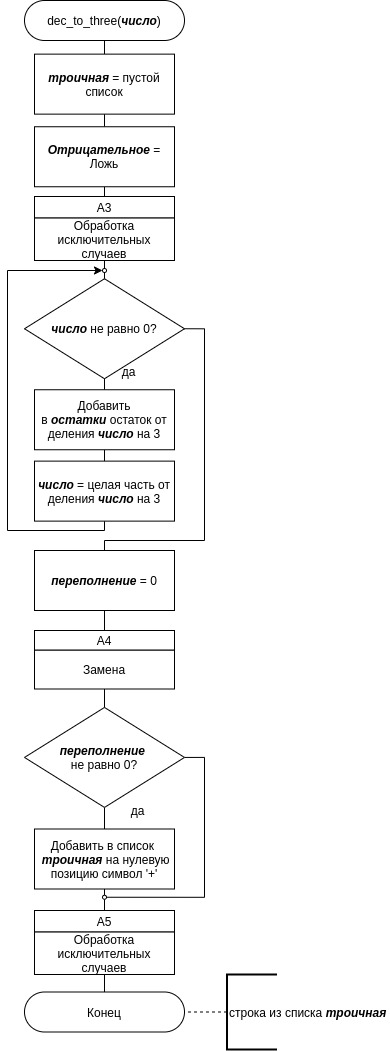 dec_to_three(число)
троичная = пустой
список
Отрицательное =
Ложь
А3
Обработка
исключительных
случаев
число не равно 0?
да
Добавить
в остатки остаток от
деления число на 3
число = целая часть от
деления число на 3
переполнение = 0
А4
Замена
переполнение
не равно 0?
да
Добавить в список
троичная на нулевую
позицию символ '+'
А5
Обработка
исключительных
случаев
Конец
строка из списка троичная